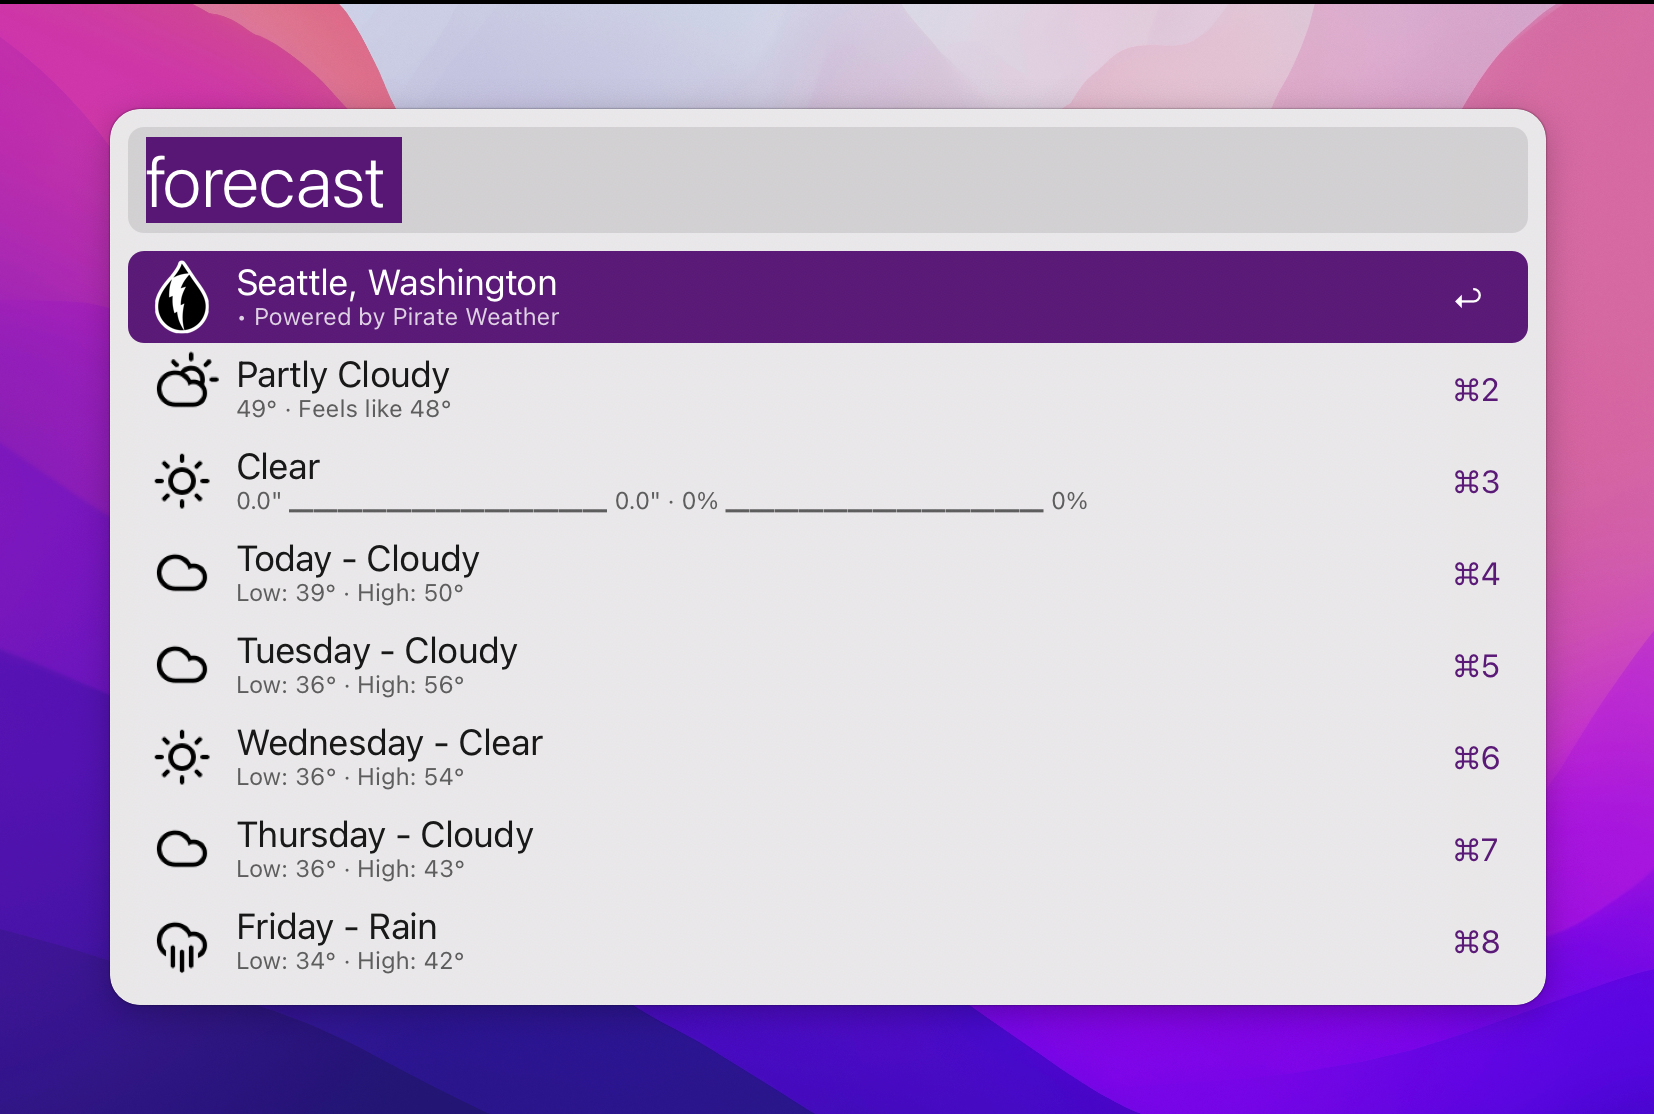 forecast
Seattle, Washington
• Powered by Pirate Weather
Partly Cloudy
49° · Feels like 48°
⌘2
Clear
0.0" _____________ 0.0" · 0% _____________ 0%
⌘3
Today - Cloudy
Low: 39° · High: 50°
⌘4
Tuesday - Cloudy
Low: 36° · High: 56°
⌘5
Wednesday - Clear
Low: 36° · High: 54°
⌘6
Thursday - Cloudy
Low: 36° · High: 43°
⌘7
Friday - Rain
Low: 34° · High: 42°
⌘8